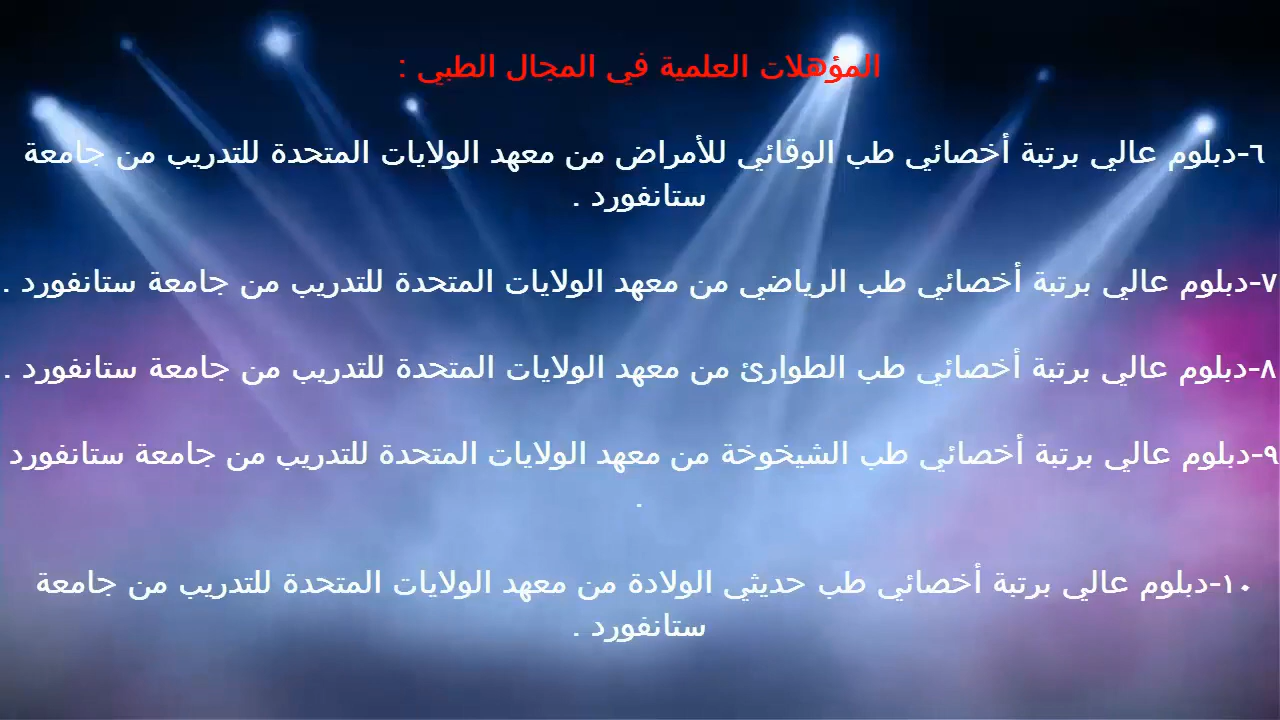 المؤهلات العلمية في المجال الطبي :
٦-دبلوم عالي برتبة أخصائي طب الوقائي للأمراض من معهد الولايات المتحدة للتدريب من جامعة
ستانفورد .
٧-دبلوم عالي برتبة أخصائي طب الرياضي من معهد الولايات المتحدة للتدريب من جامعة ستانفورد .
٨-دبلوم عالي برتبة أخصائي طب الطوارئ من معهد الولايات المتحدة للتدريب من جامعة ستانفورد .
٩-دبلوم عالي برتبة أخصائي طب الشيخوخة من معهد الولايات المتحدة للتدريب من جامعة ستانفورد
.
١٠-دبلوم عالي برتبة أخصائي طب حديثي الولادة من معهد الولايات المتحدة للتدريب من جامعة
ستانفورد .